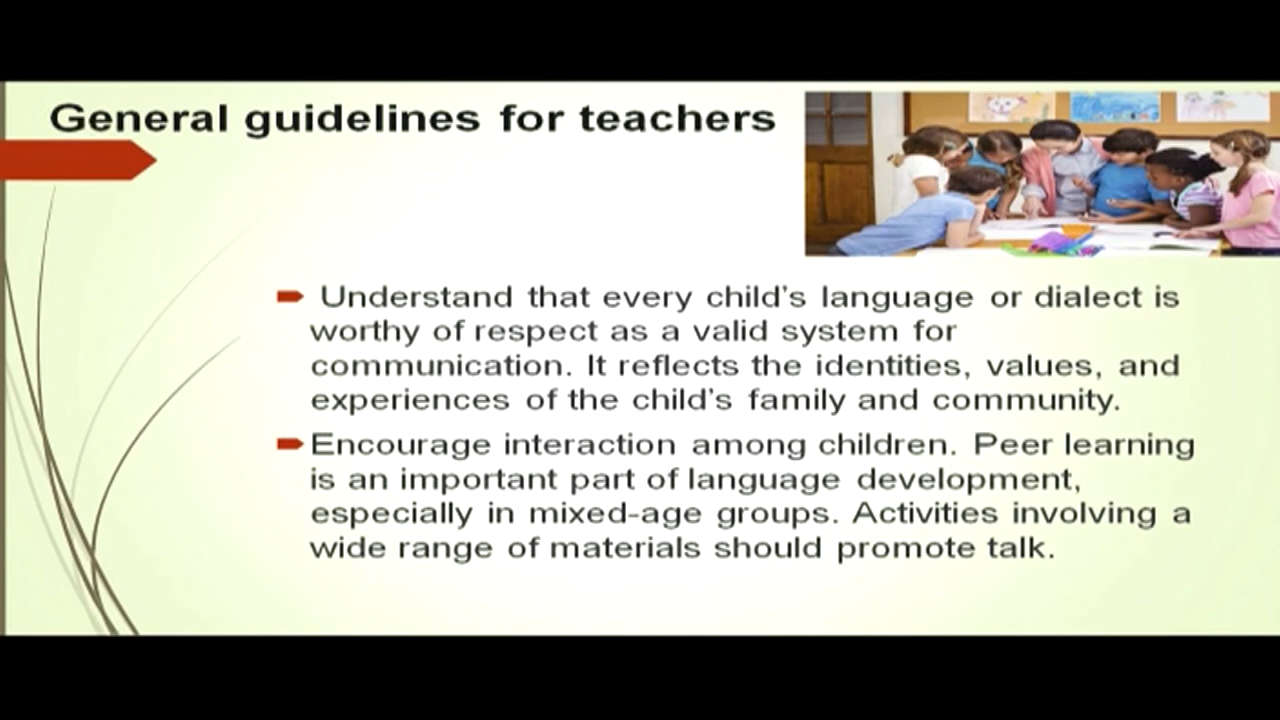 General guidelines for teachers
Understand that every child's language or dialect is
worthy of respect as a valid system for
communication. It reflects the identities, values, and
experiences of the child's family and community.
Encourage interaction among children. Peer learning
is an important part of language development,
especially in mixed-age groups. Activities involving a
wide range of materials should promote talk.